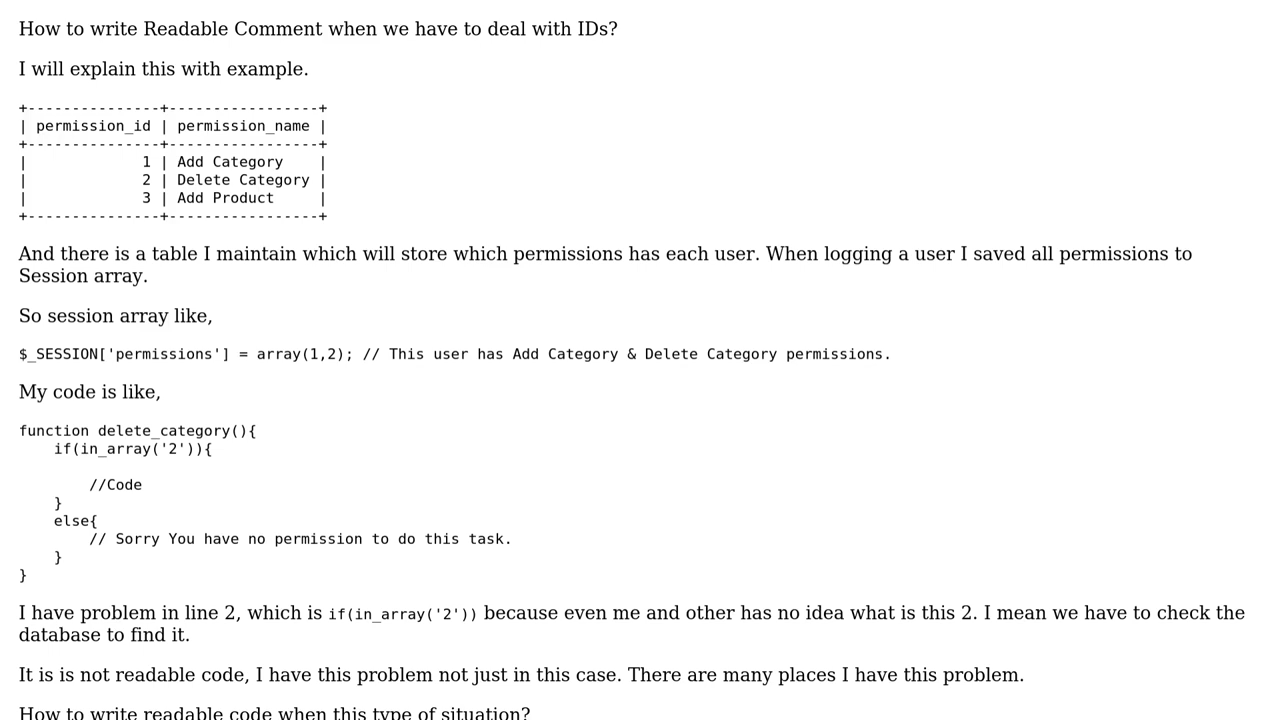 How to write Readable Comment when we have to deal with IDs?
I will explain this with example.
+---------------+-----------------+
| permission_id | permission_name |
+---------------+-----------------+
|             1 | Add Category    |
|             2 | Delete Category |
|             3 | Add Product     |
+---------------+-----------------+
And there is a table I maintain which will store which permissions has each user. When logging a user I saved all permissions to
Session array.
So session array like,
$_SESSION['permissions'] = array(1,2); // This user has Add Category & Delete Category permissions.
My code is like,
function delete_category(){
    if(in_array('2')){
        //Code
    }
    else{
        // Sorry You have no permission to do this task.
    }
}
I have problem in line 2, which is if(in_array('2')) because even me and other has no idea what is this 2. I mean we have to check the
database to find it.
It is is not readable code, I have this problem not just in this case. There are many places I have this problem.
How to write readable code when this type of situation?